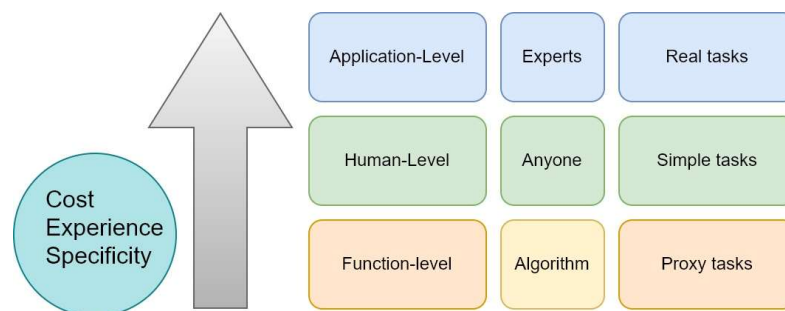 Application-Level
Experts
Real tasks
Human-Level
Anyone
Simple tasks
Cost
Experience
Specificity
Function-level
Algorithm
Proxy tasks